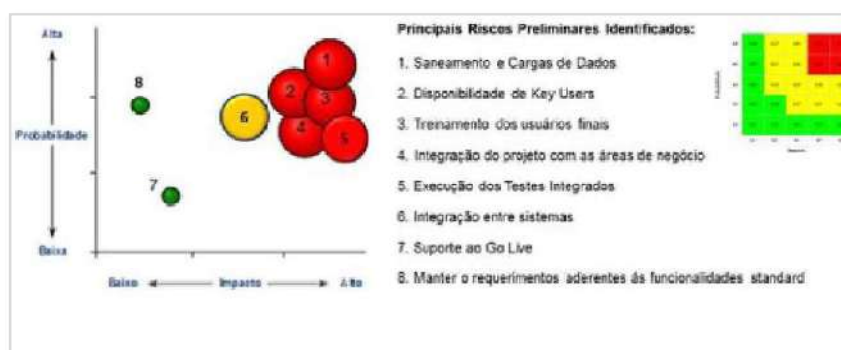 Principais Riscos Preliminares Identificados:
Alta
Probabilidade
Baixa
Baixo
Impacto
Alto
8
7
6
1
2
3
4
5
1. Saneamento e Cargas de Dados
2. Disponibilidade de Key Users
3. Treinamento dos usuários finais
4. Integração do projeto com as áreas de negócio
5. Execução dos Testes Integrados
6. Integração entre sistemas
7. Suporte ao Go Live
8. Manter o requerimentos aderentes ás funcionalidades standard